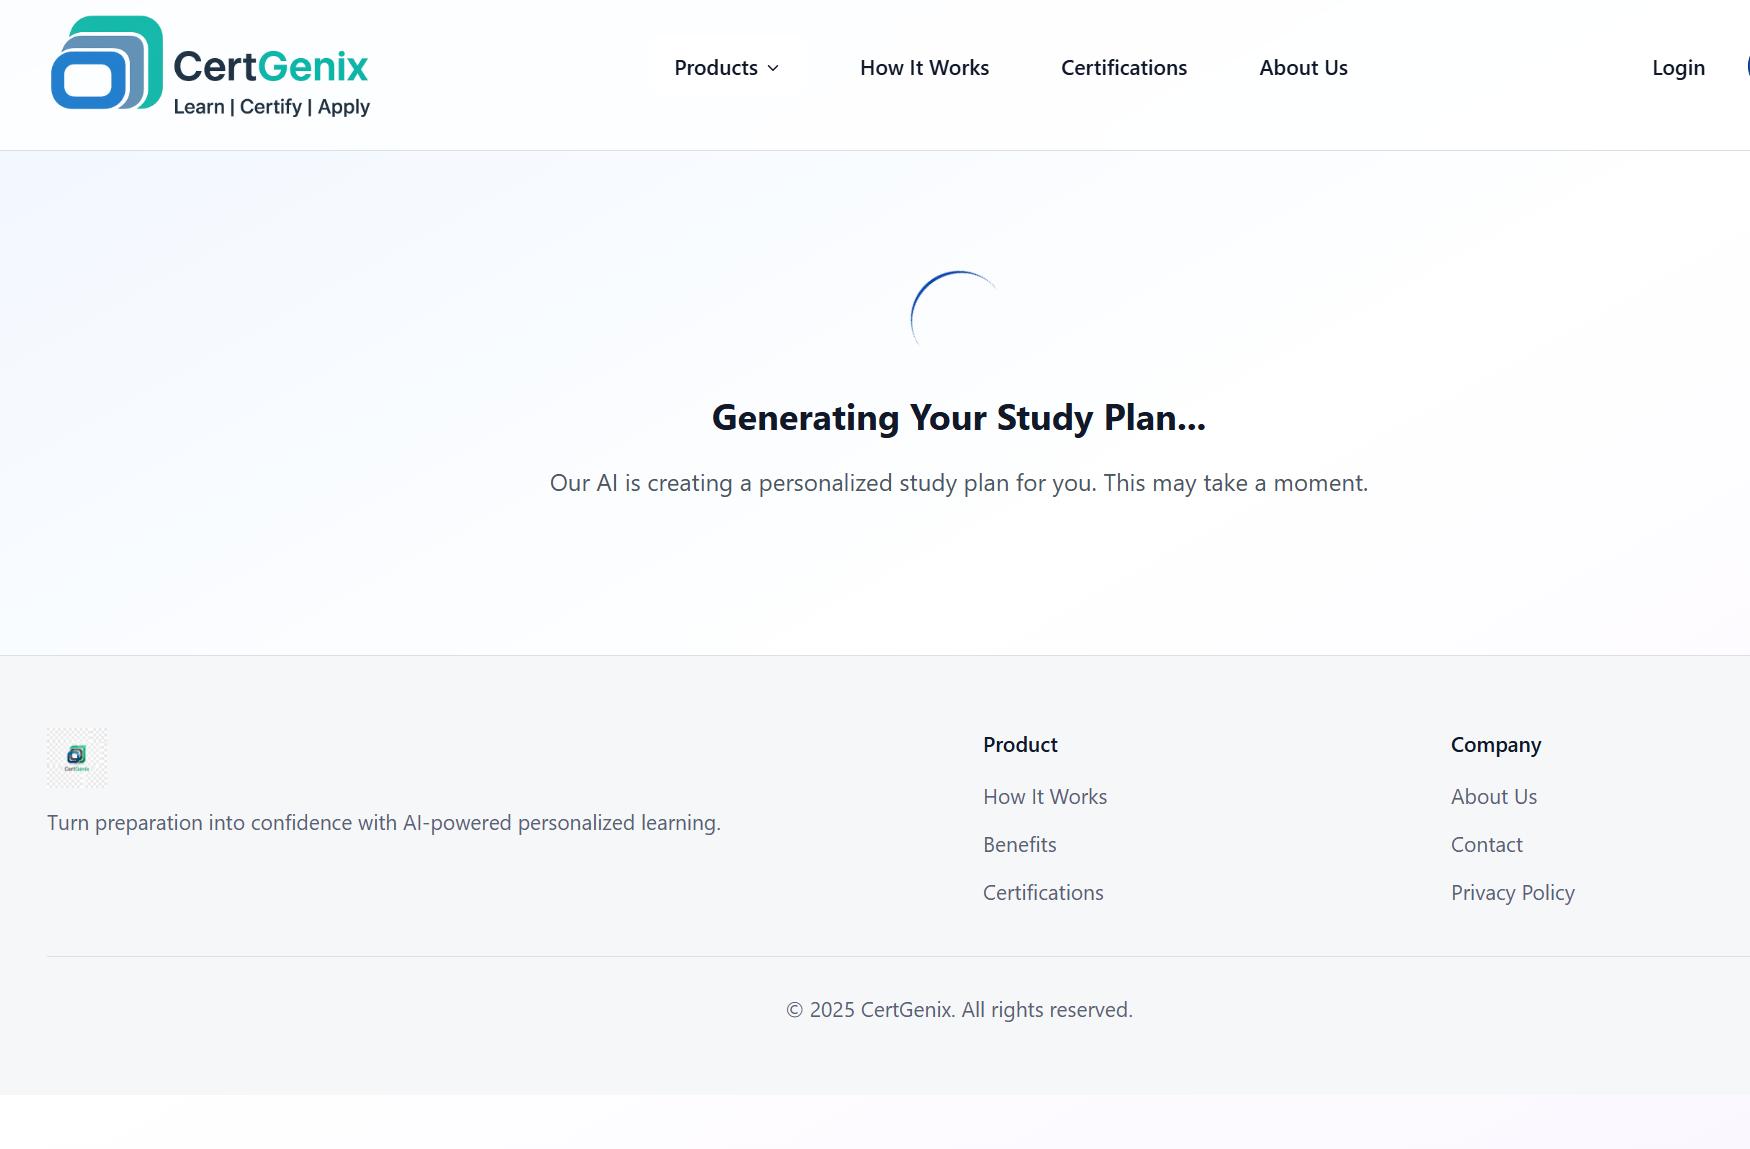 CertGenix
Learn | Certify | Apply
Products
How It Works
Certifications
About Us
Login
Generating Your Study Plan...
Our AI is creating a personalized study plan for you. This may take a moment.
CertGenix
Turn preparation into confidence with AI-powered personalized learning.
Product
How It Works
Benefits
Certifications
Company
About Us
Contact
Privacy Policy
© 2025 CertGenix. All rights reserved.